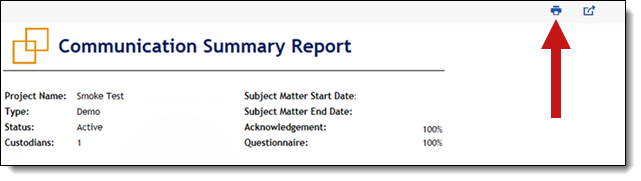 Communication Summary Report
Project Name: Smoke Test Subject Matter Start Date:
Type: Demo Subject Matter End Date:
Status: Active Acknowledgement: 100%
Custodians: 1 Questionnaire: 100%